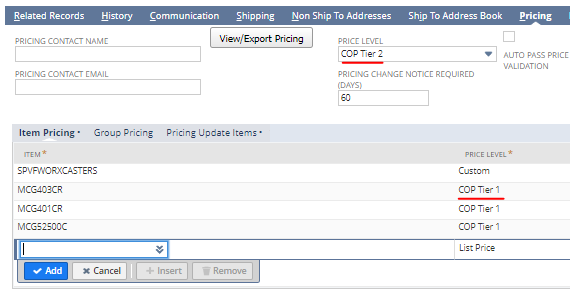 Related Records History Communication Shipping Non Ship To Addresses Ship To Address Book Pricing
PRICING CONTACT NAME
View/Export Pricing
PRICE LEVEL
COP Tier 2
AUTO PASS PRICE
VALIDATION
PRICING CONTACT EMAIL
PRICING CHANGE NOTICE REQUIRED
(DAYS)
60
Item Pricing • Group Pricing Pricing Update Items •
ITEM * PRICE LEVEL *
SPVFWORXCASTERS Custom
MCG403CR COP Tier 1
MCG401CR COP Tier 1
MCG52500C COP Tier 1
List Price
✔ Add ✖ Cancel + Insert Remove